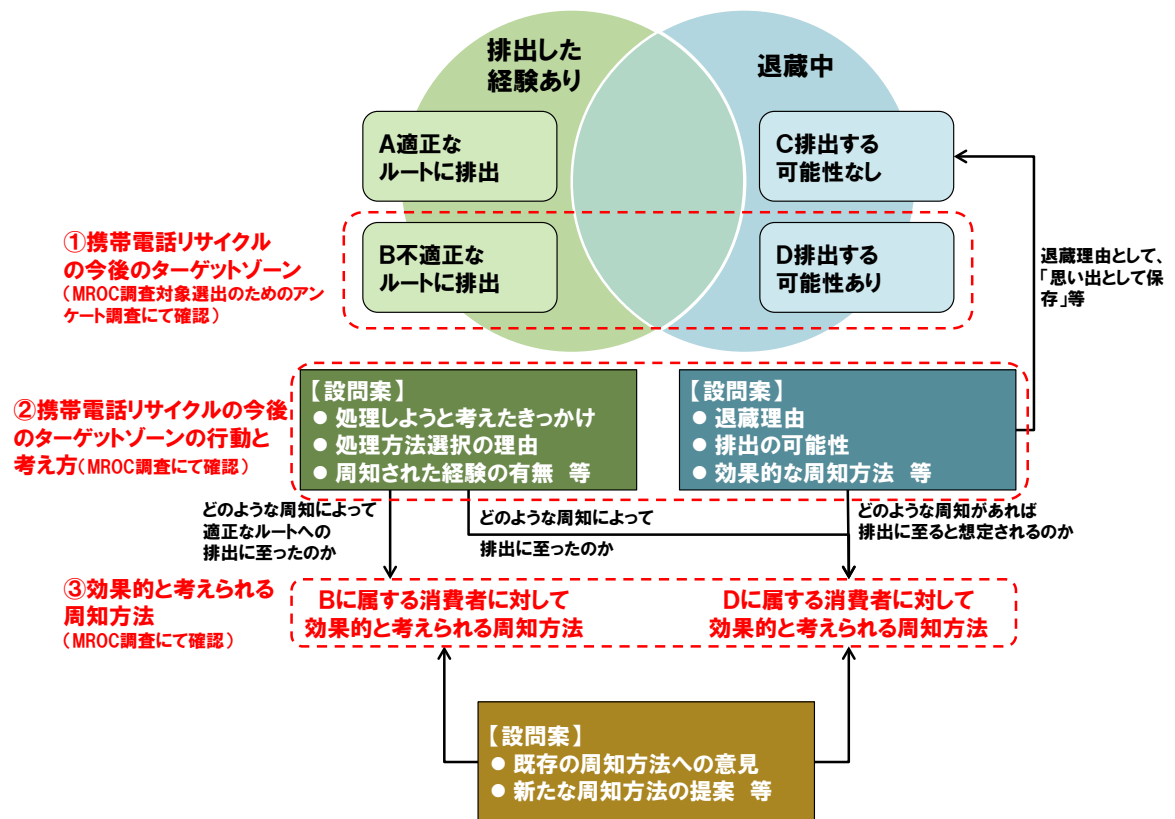 排出した
経験あり
退蔵中
A適正な
ルートに排出
C排出する
可能性なし
①携帯電話リサイクル
の今後のターゲットゾーン
（MROC調査対象選出のためのアン
ケート調査にて確認）
B不適正な
ルートに排出
D排出する
可能性あり
退蔵理由として、
「思い出として保
存」等
②携帯電話リサイクルの今後
のターゲットゾーンの行動と
考え方（MROC調査にて確認）
【設問案】
● 処理しようと考えたきっかけ
● 処理方法選択の理由
● 周知された経験の有無　等
【設問案】
● 退蔵理由
● 排出の可能性
● 効果的な周知方法　等
どのような周知によって
適正なルートへの
排出に至ったのか
どのような周知によって
排出に至ったのか
どのような周知があれば
排出に至ると想定されるのか
③効果的と考えられる
周知方法
（MROC調査にて確認）
Bに属する消費者に対して
効果的と考えられる周知方法
Dに属する消費者に対して
効果的と考えられる周知方法
【設問案】
● 既存の周知方法への意見
● 新たな周知方法の提案　等